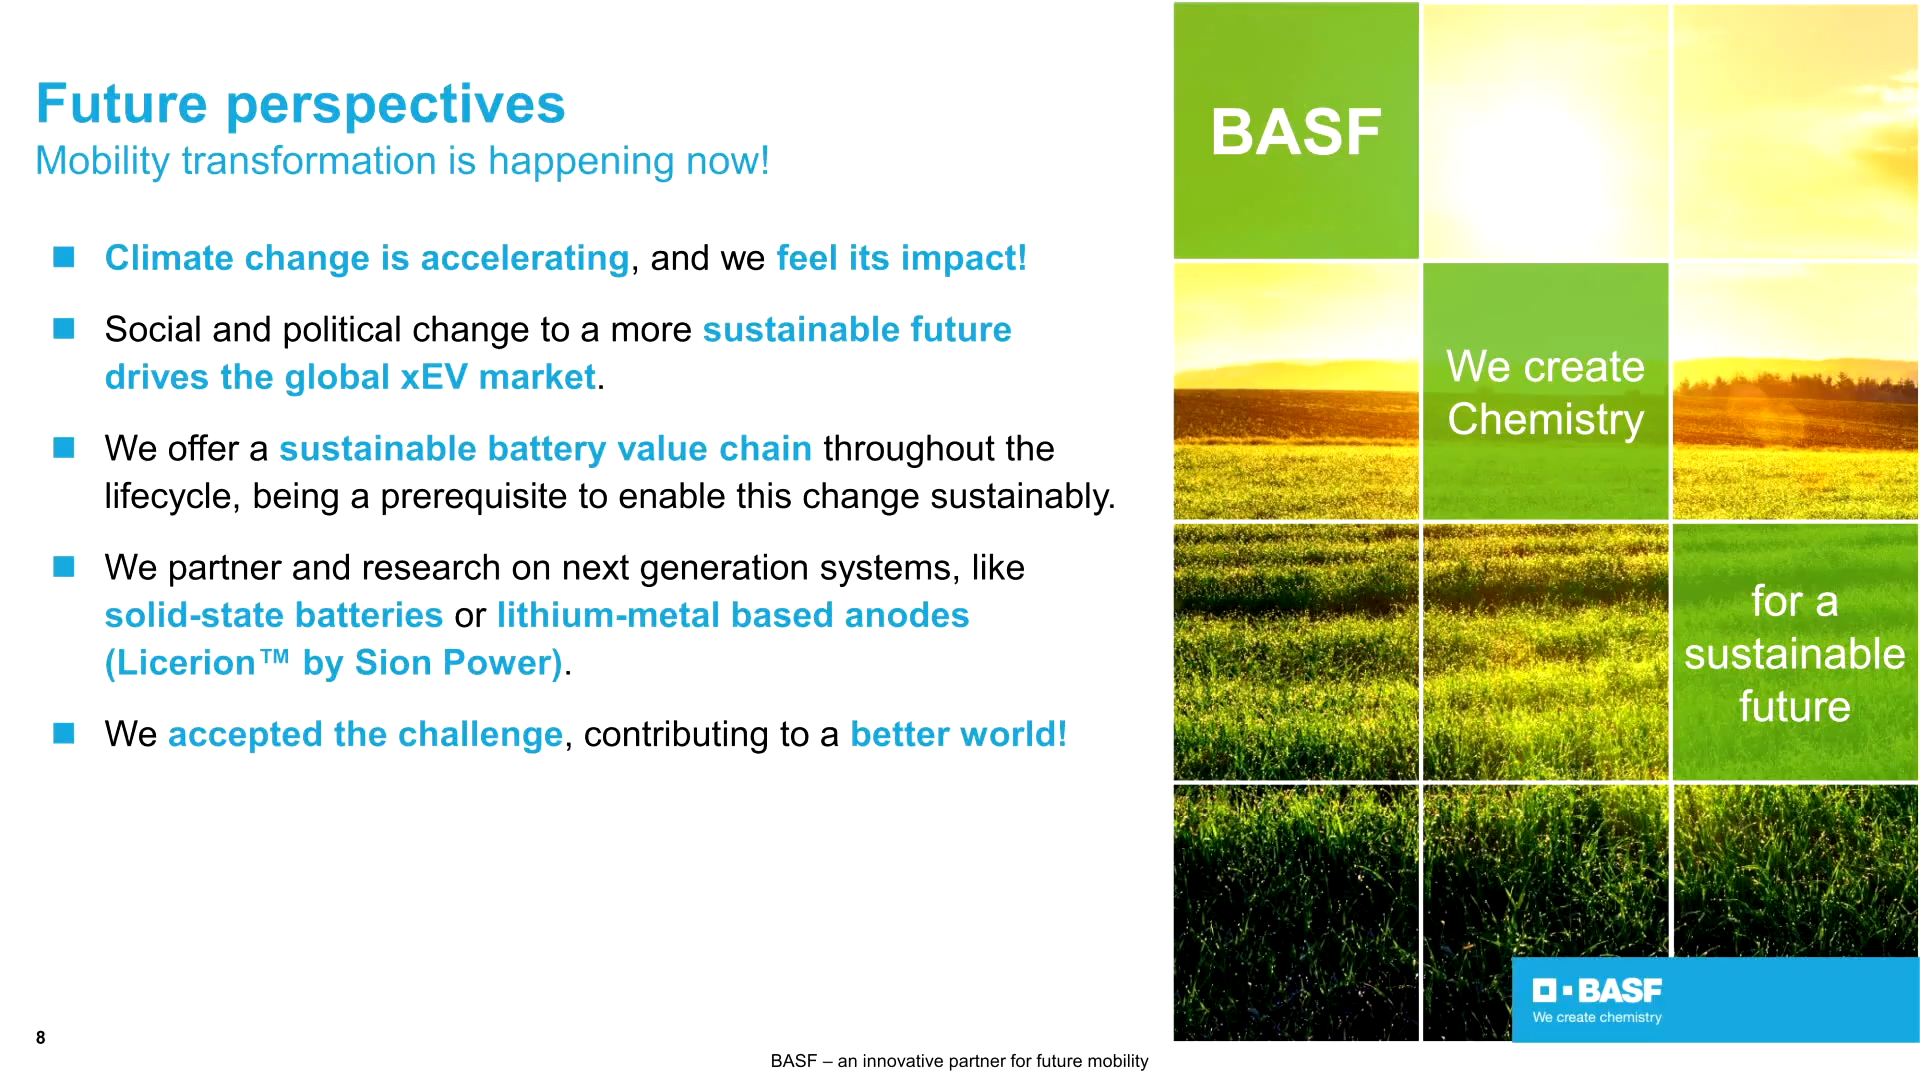 Future perspectives
Mobility transformation is happening now!
■ Climate change is accelerating, and we feel its impact!
■ Social and political change to a more sustainable future
drives the global xEV market.
■ We offer a sustainable battery value chain throughout the
lifecycle, being a prerequisite to enable this change sustainably.
■ We partner and research on next generation systems, like
solid-state batteries or lithium-metal based anodes
(Licerion™ by Sion Power).
■ We accepted the challenge, contributing to a better world!
BASF
We create
Chemistry
for a
sustainable
future
BASF
We create chemistry
8
BASF – an innovative partner for future mobility